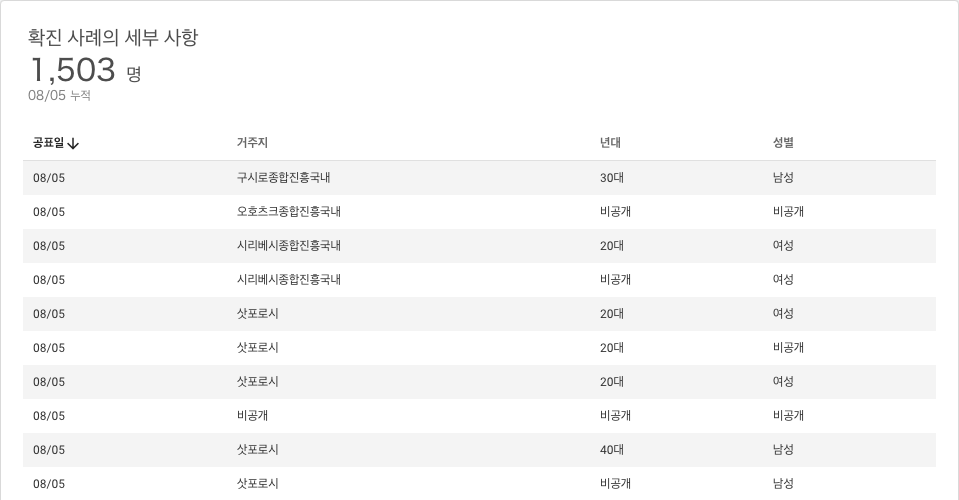 확진 사례의 세부 사항
1,503 명
08/05 누적
공표일 거주지 년대 성별
08/05 구시로종합진흥국내 30대 남성
08/05 오호츠크종합진흥국내 비공개 비공개
08/05 시리베시종합진흥국내 20대 여성
08/05 시리베시종합진흥국내 비공개 여성
08/05 삿포로시 20대 여성
08/05 삿포로시 20대 비공개
08/05 삿포로시 20대 여성
08/05 비공개 비공개 비공개
08/05 삿포로시 40대 남성
08/05 삿포로시 비공개 남성